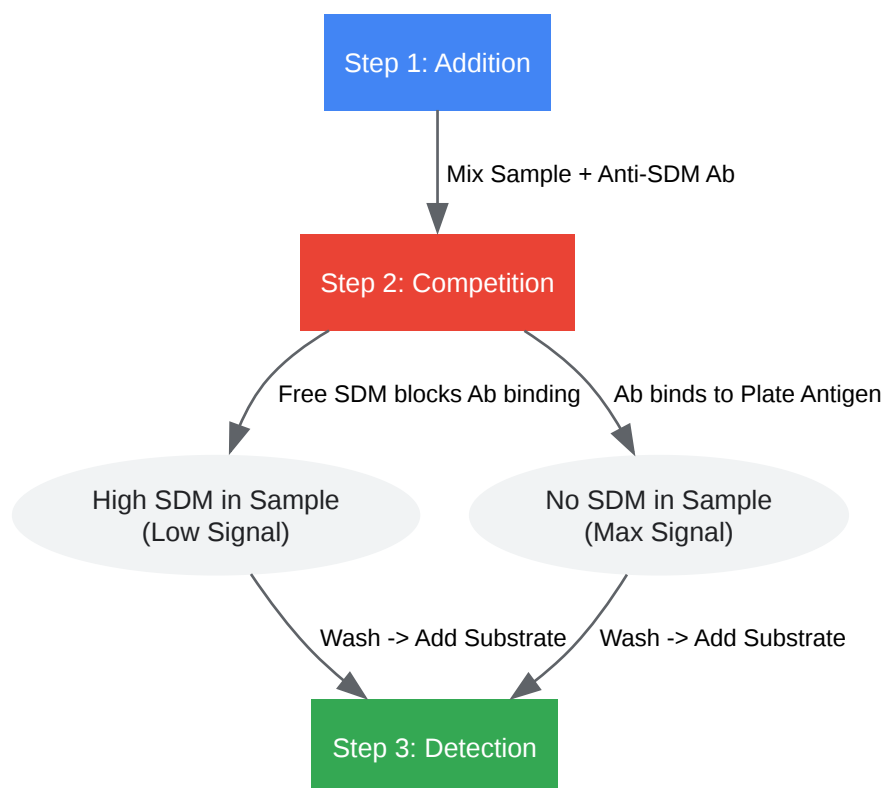 Step 1: Addition
Mix Sample + Anti-SDM Ab
Step 2: Competition
Free SDM blocks Ab binding
Ab binds to Plate Antigen
High SDM in Sample
(Low Signal)
No SDM in Sample
(Max Signal)
Wash -> Add Substrate
Wash -> Add Substrate
Step 3: Detection